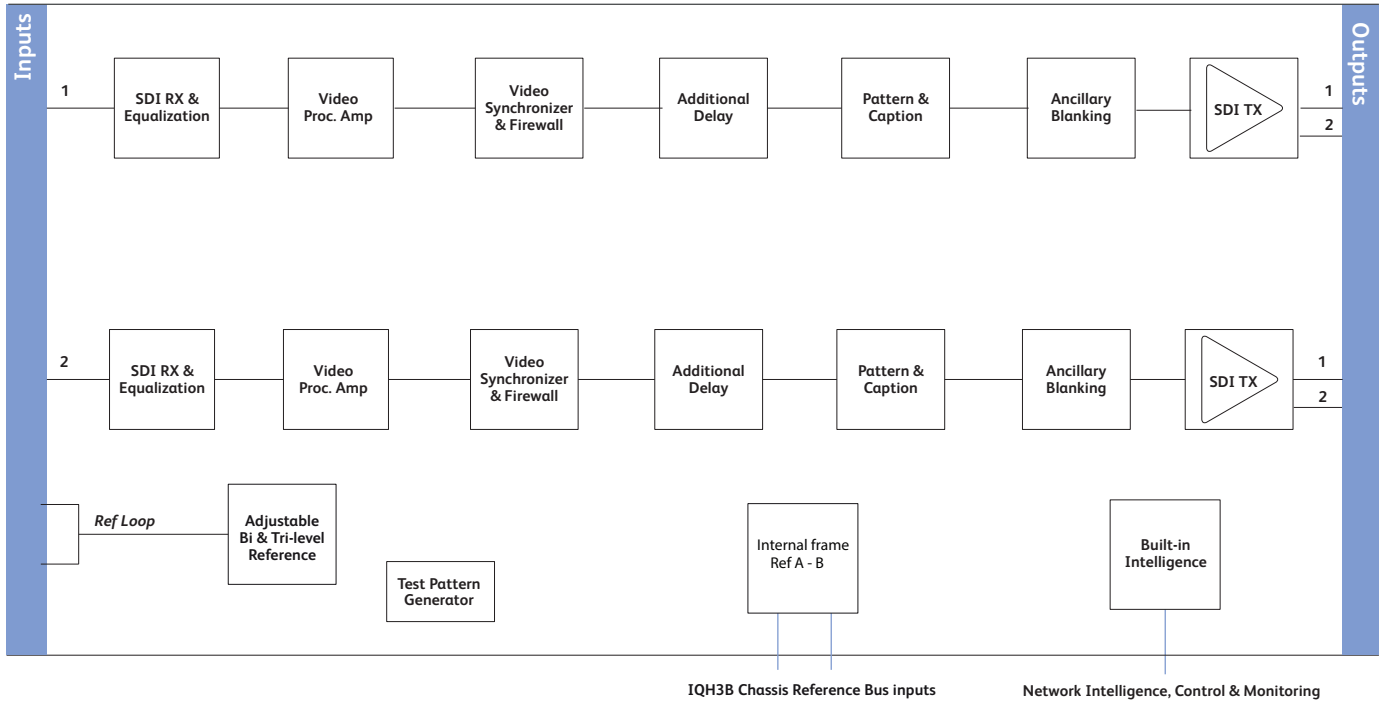 Inputs
Outputs
1
SDI RX &
Equalization
Video
Proc. Amp
Video
Synchronizer
& Firewall
Additional
Delay
Pattern &
Caption
Ancillary
Blanking
SDI TX
1
2
2
SDI RX &
Equalization
Video
Proc. Amp
Video
Synchronizer
& Firewall
Additional
Delay
Pattern &
Caption
Ancillary
Blanking
SDI TX
1
2
Ref Loop
Adjustable
Bi & Tri-level
Reference
Test Pattern
Generator
Internal frame
Ref A - B
Built-in
Intelligence
IQH3B Chassis Reference Bus inputs
Network Intelligence, Control & Monitoring